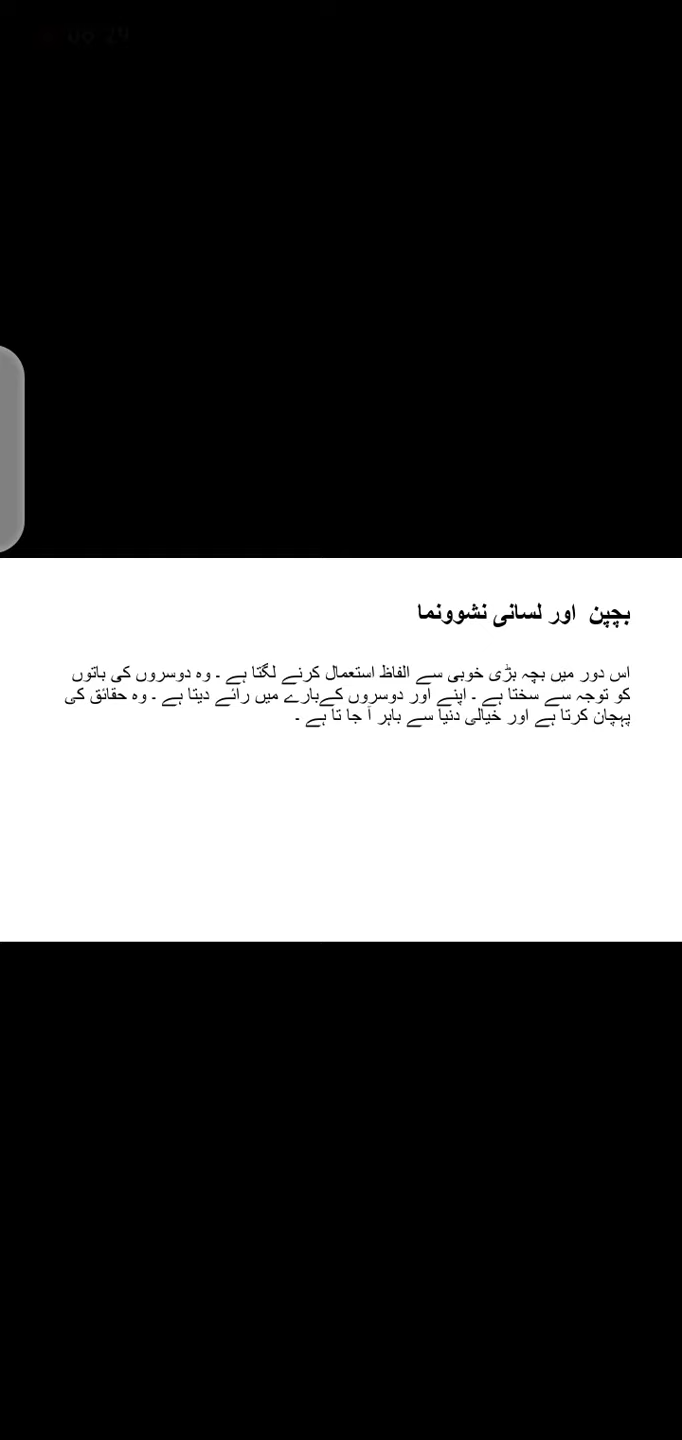 بچپن اور لسانی نشوونما
اس دور میں بچہ بڑی خوبی سے الفاظ استعمال کرنے لگتا ہے ۔ وہ دوسروں کی باتوں
کو توجہ سے سختا ہے ۔ اپنے اور دوسروں کےبارے میں رائے دیتا ہے ۔ وہ حقائق کی
پہچان کرتا ہے اور خیالی دنیا سے باہر آ جا تا ہے ۔